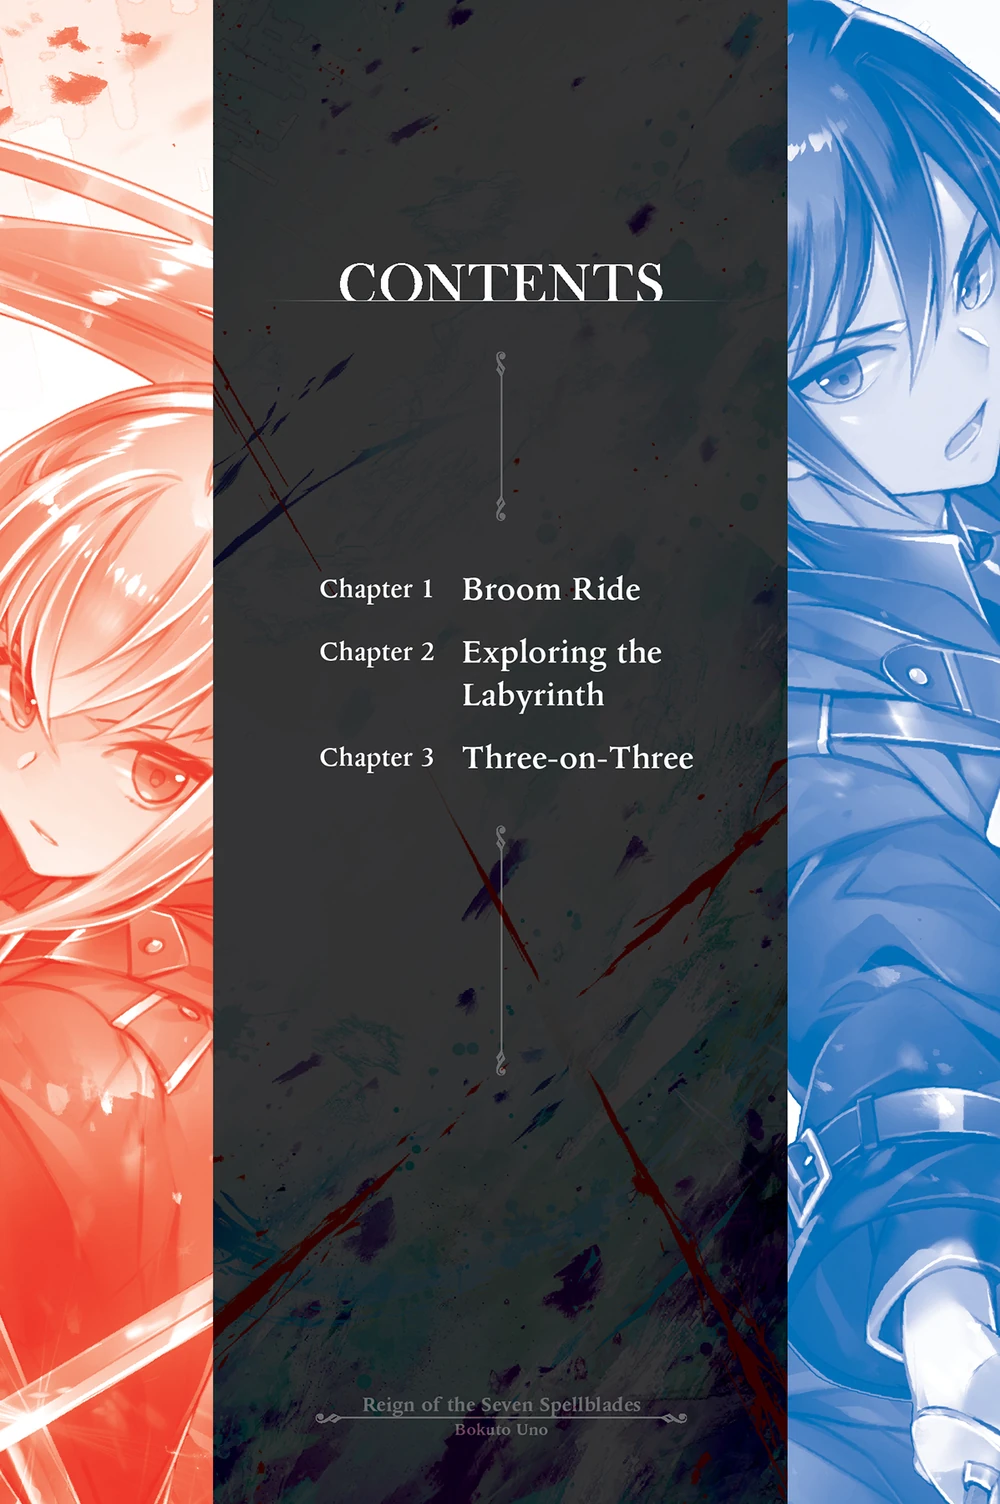 CONTENTS
Chapter 1 Broom Ride
Chapter 2 Exploring the
Labyrinth
Chapter 3 Three-on-Three
Reign of the Seven Spellblades
Bokuto Uno